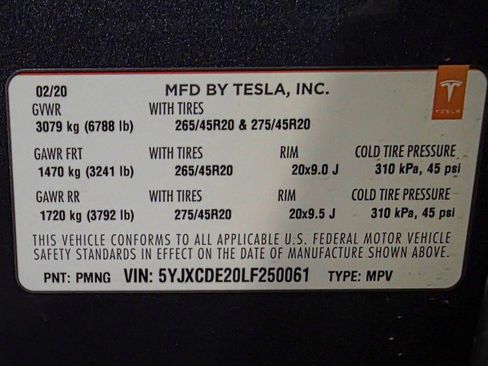 02/20 MFD BY TESLA, INC.
GVWR WITH TIRES
3079 kg (6788 lb) 265/45R20 & 275/45R20
GAWR FRT WITH TIRES RIM COLD TIRE PRESSURE
1470 kg (3241 lb) 265/45R20 20x9.0 J 310 kPa, 45 psi
GAWR RR WITH TIRES RIM COLD TIRE PRESSURE
1720 kg (3792 lb) 275/45R20 20x9.5 J 310 kPa, 45 psi
THIS VEHICLE CONFORMS TO ALL APPLICABLE U.S. FEDERAL MOTOR VEHICLE
SAFETY STANDARDS IN EFFECT ON THE DATE OF MANUFACTURE SHOWN ABOVE.
PNT: PMNG VIN: 5YJXCDE20LF250061 TYPE: MPV
TESLA